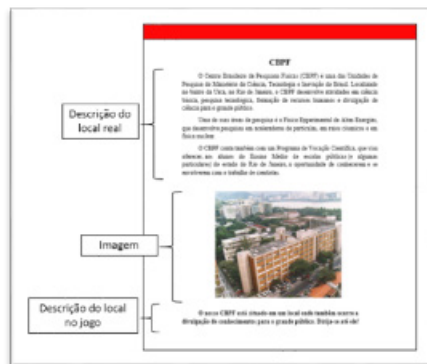 CBPF
O Centro Brasileiro de Pesquisas Físicas (CBPF) é uma das Unidades de
Pesquisa do Ministério da Ciência, Tecnologia e Inovação do Brasil. Localizado
no bairro da Urca, no Rio de Janeiro, o CBPF desenvolve atividades em ciência
básica, pesquisa tecnológica, formação de recursos humanos e divulgação de
ciência para o grande público.
Uma de suas áreas de pesquisa é a Física Experimental de Altas Energias,
que desenvolve pesquisas em aceleradores de partículas, em raios cósmicos e em
física nuclear.
O CBPF conta também com um Programa de Vocação Científica, que visa
oferecer aos alunos do Ensino Médio de escolas públicas (e algumas
particulares) do estado do Rio de Janeiro, a oportunidade de conhecerem e se
envolverem com o trabalho do cientista.
Descrição do
local real
Imagem
Descrição do local
no jogo
O nosso CBPF está situado em um local onde também ocorre a
divulgação de conhecimentos para o grande público. Dirija-se até ele!